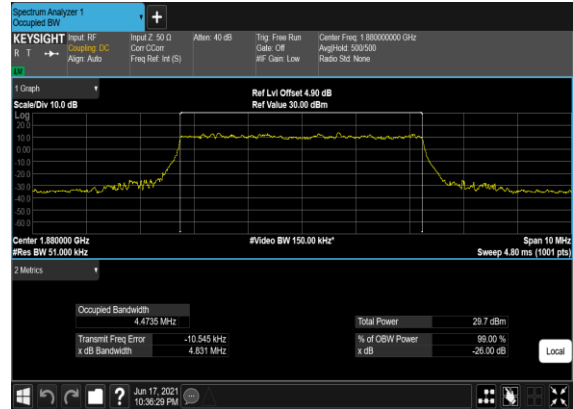 Spectrum Analyzer 1
Occupied BW
+
KEYSIGHT Input: RF Input Z: 50 Ω Atten: 40 dB Trig: Free Run Center Freq: 1.880000000 GHz
R T Coupling: DC Corr CCorr Gate: Off Avg|Hold: 500/500
Align: Auto Freq Ref: Int (S) #IF Gain: Low Radio Std: None
LXI
1 Graph
Ref Lvl Offset 4.90 dB
Scale/Div 10.0 dB Ref Value 30.00 dBm
Log
20.0
10.0
0.00
-10.0
-20.0
-30.0
-40.0
-50.0
-60.0
Center 1.880000 GHz #Video BW 150.00 kHz* Span 10 MHz
#Res BW 51.000 kHz Sweep 4.80 ms (1001 pts)
2 Metrics
Occupied Bandwidth
4.4735 MHz Total Power 29.7 dBm
Transmit Freq Error -10.545 kHz % of OBW Power 99.00 %
x dB Bandwidth 4.831 MHz x dB -26.00 dB
Local
? Jun 17, 2021
10:36:29 PM